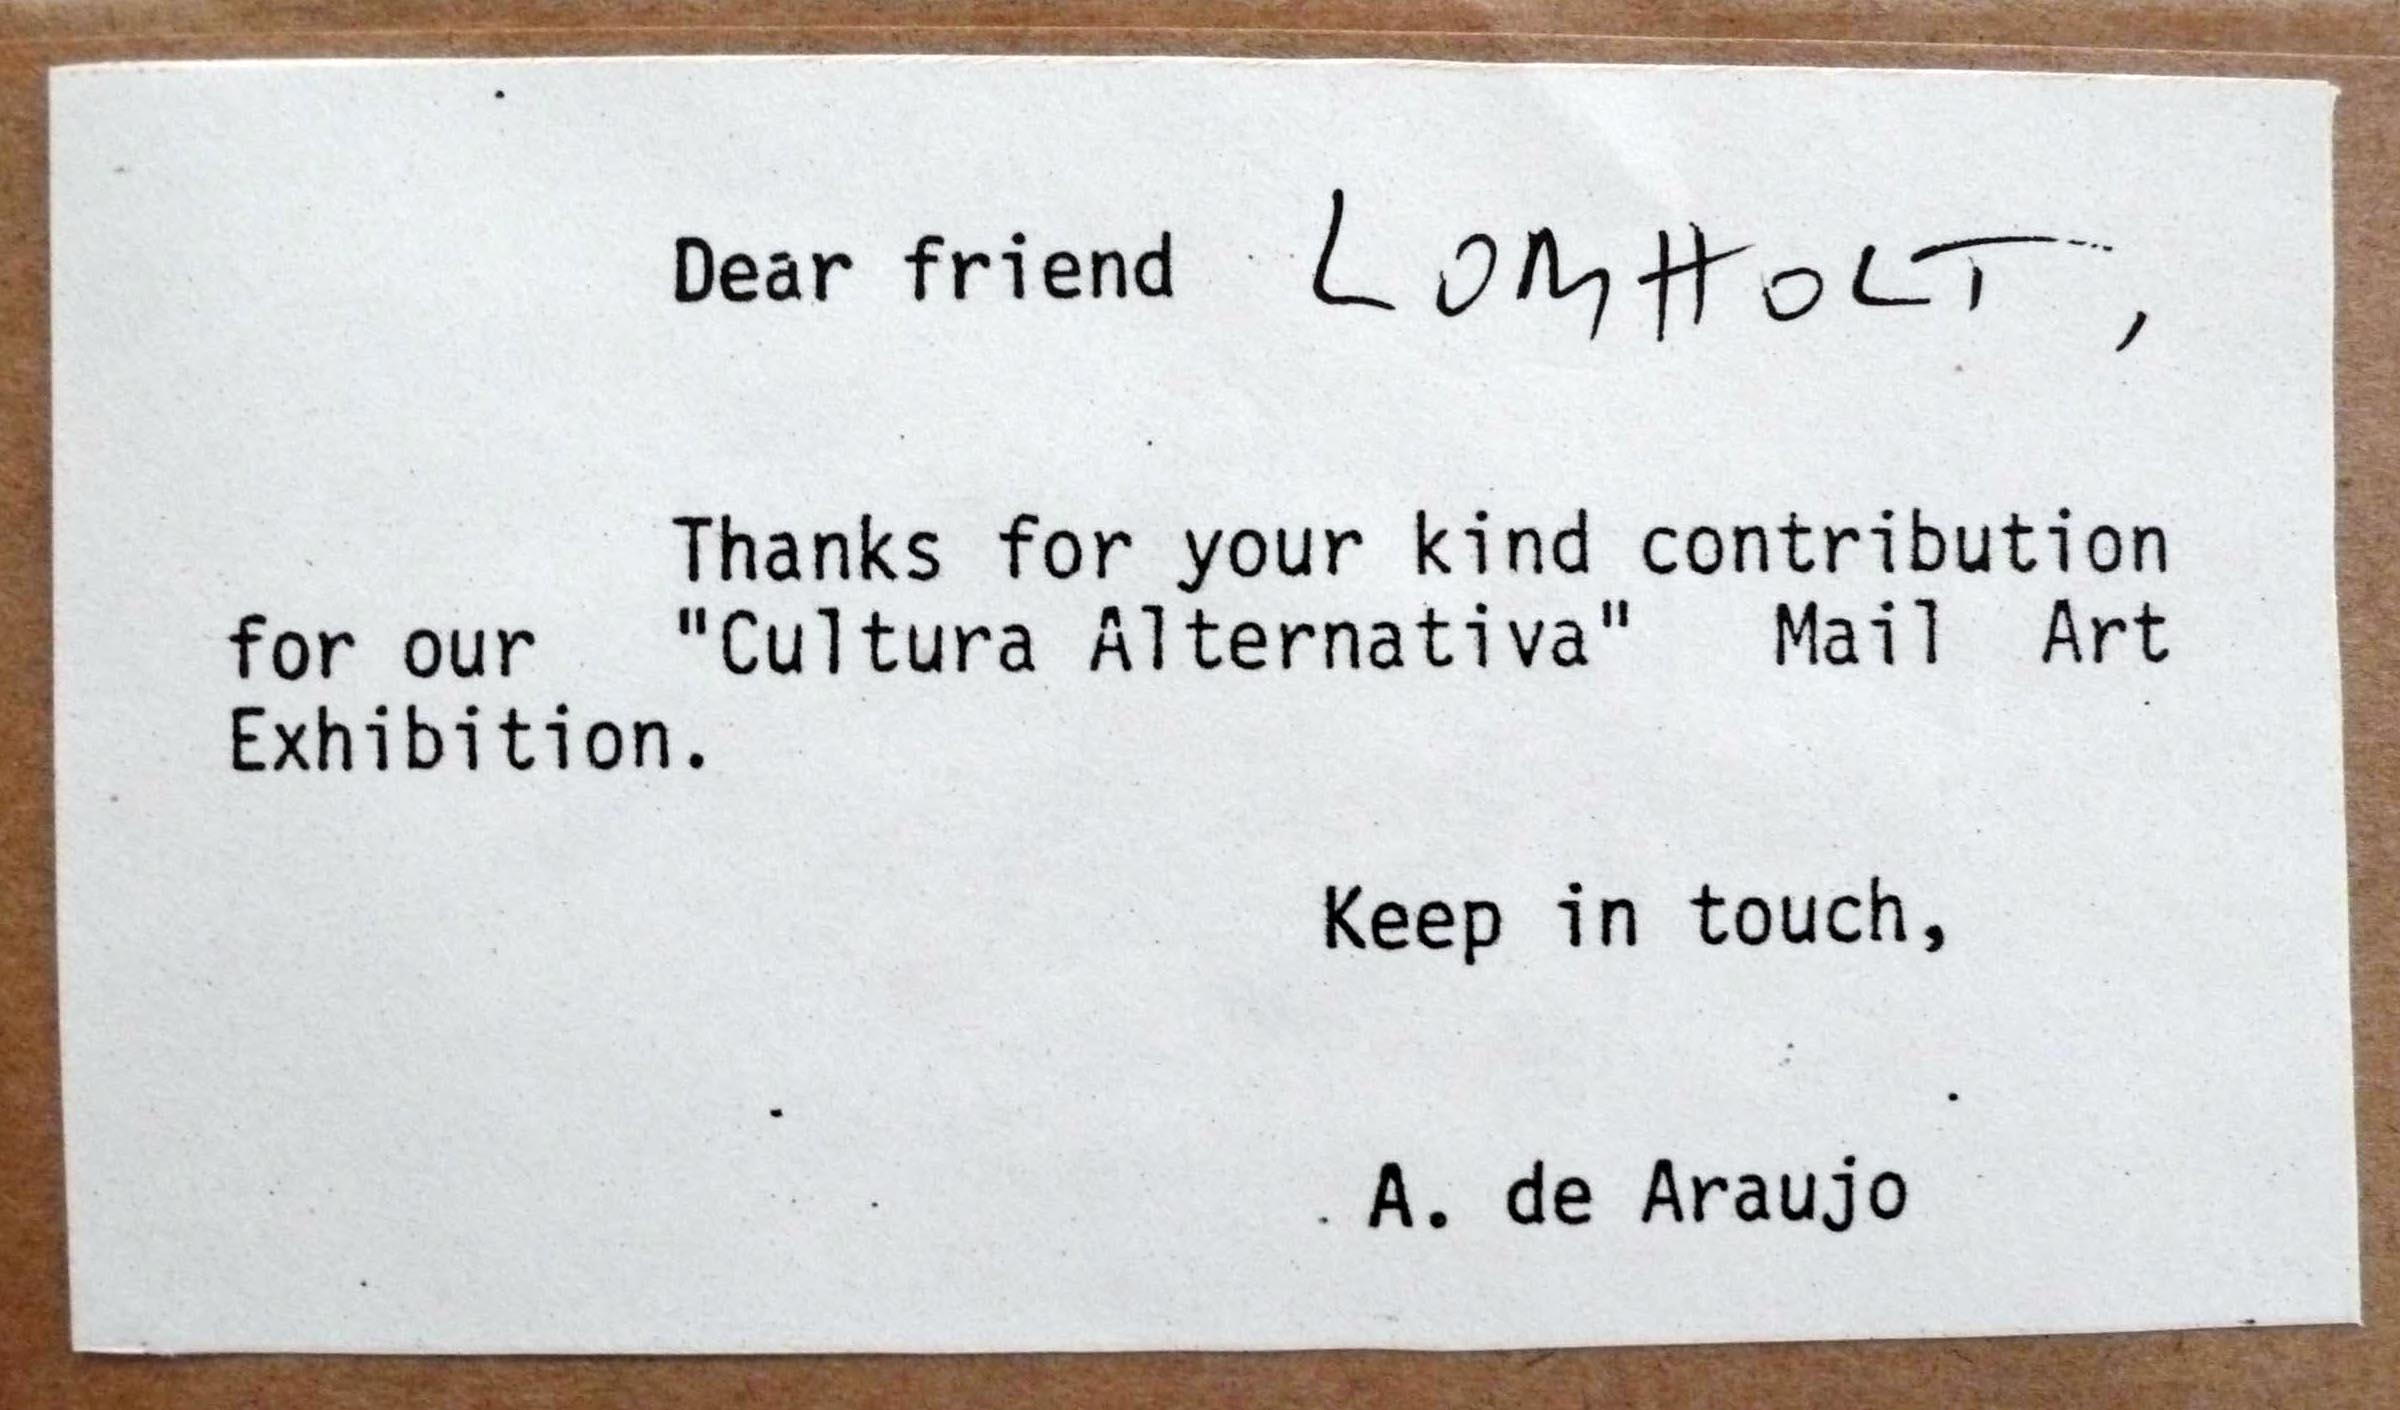 Dear friend LOMHOLT,
Thanks for your kind contribution
for our "Cultura Alternativa" Mail Art
Exhibition.
Keep in touch,
A. de Araujo